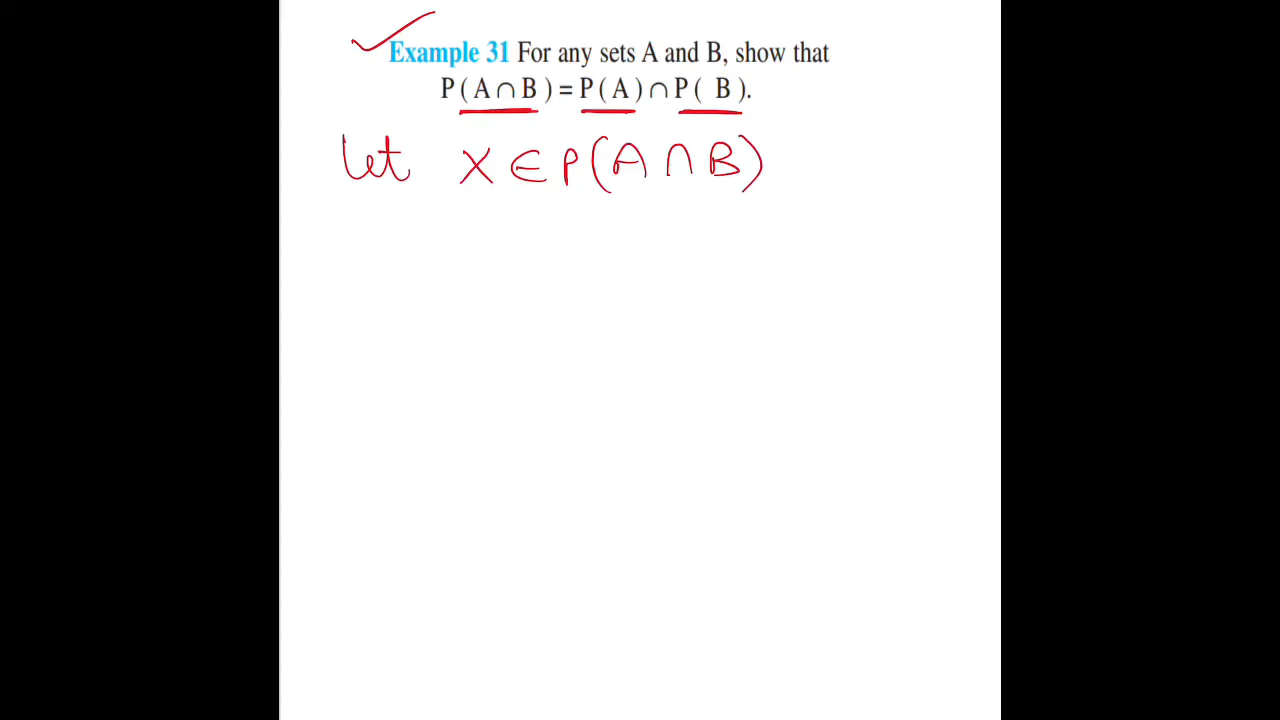 Example 31 For any sets A and B, show that
P ( A ∩ B ) = P ( A ) ∩ P ( B ).
Let X ∈ P(A ∩ B)